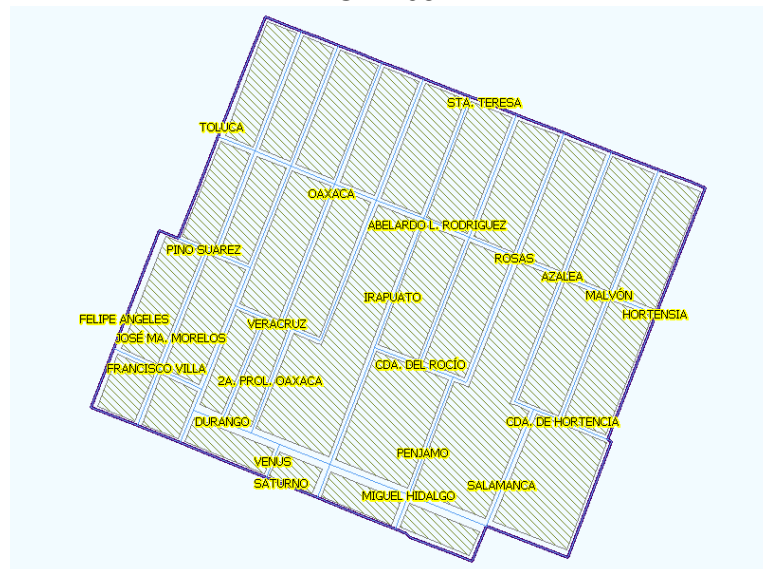 STA. TERESA
TOLUCA
OAXACA
ABELARDO L. RODRIGUEZ
PINO SUAREZ
ROSAS
AZALEA
MALVÓN
IRAPUATO
HORTENSIA
FELIPE ANGELES
VERACRUZ
JOSÉ MA. MORELOS
FRANCISCO VILLA
CDA. DEL ROCÍO
2A. PROL. OAXACA
DURANGO
CDA. DE HORTENCIA
PENJAMO
VENUS
SATURNO
SALAMANCA
MIGUEL HIDALGO